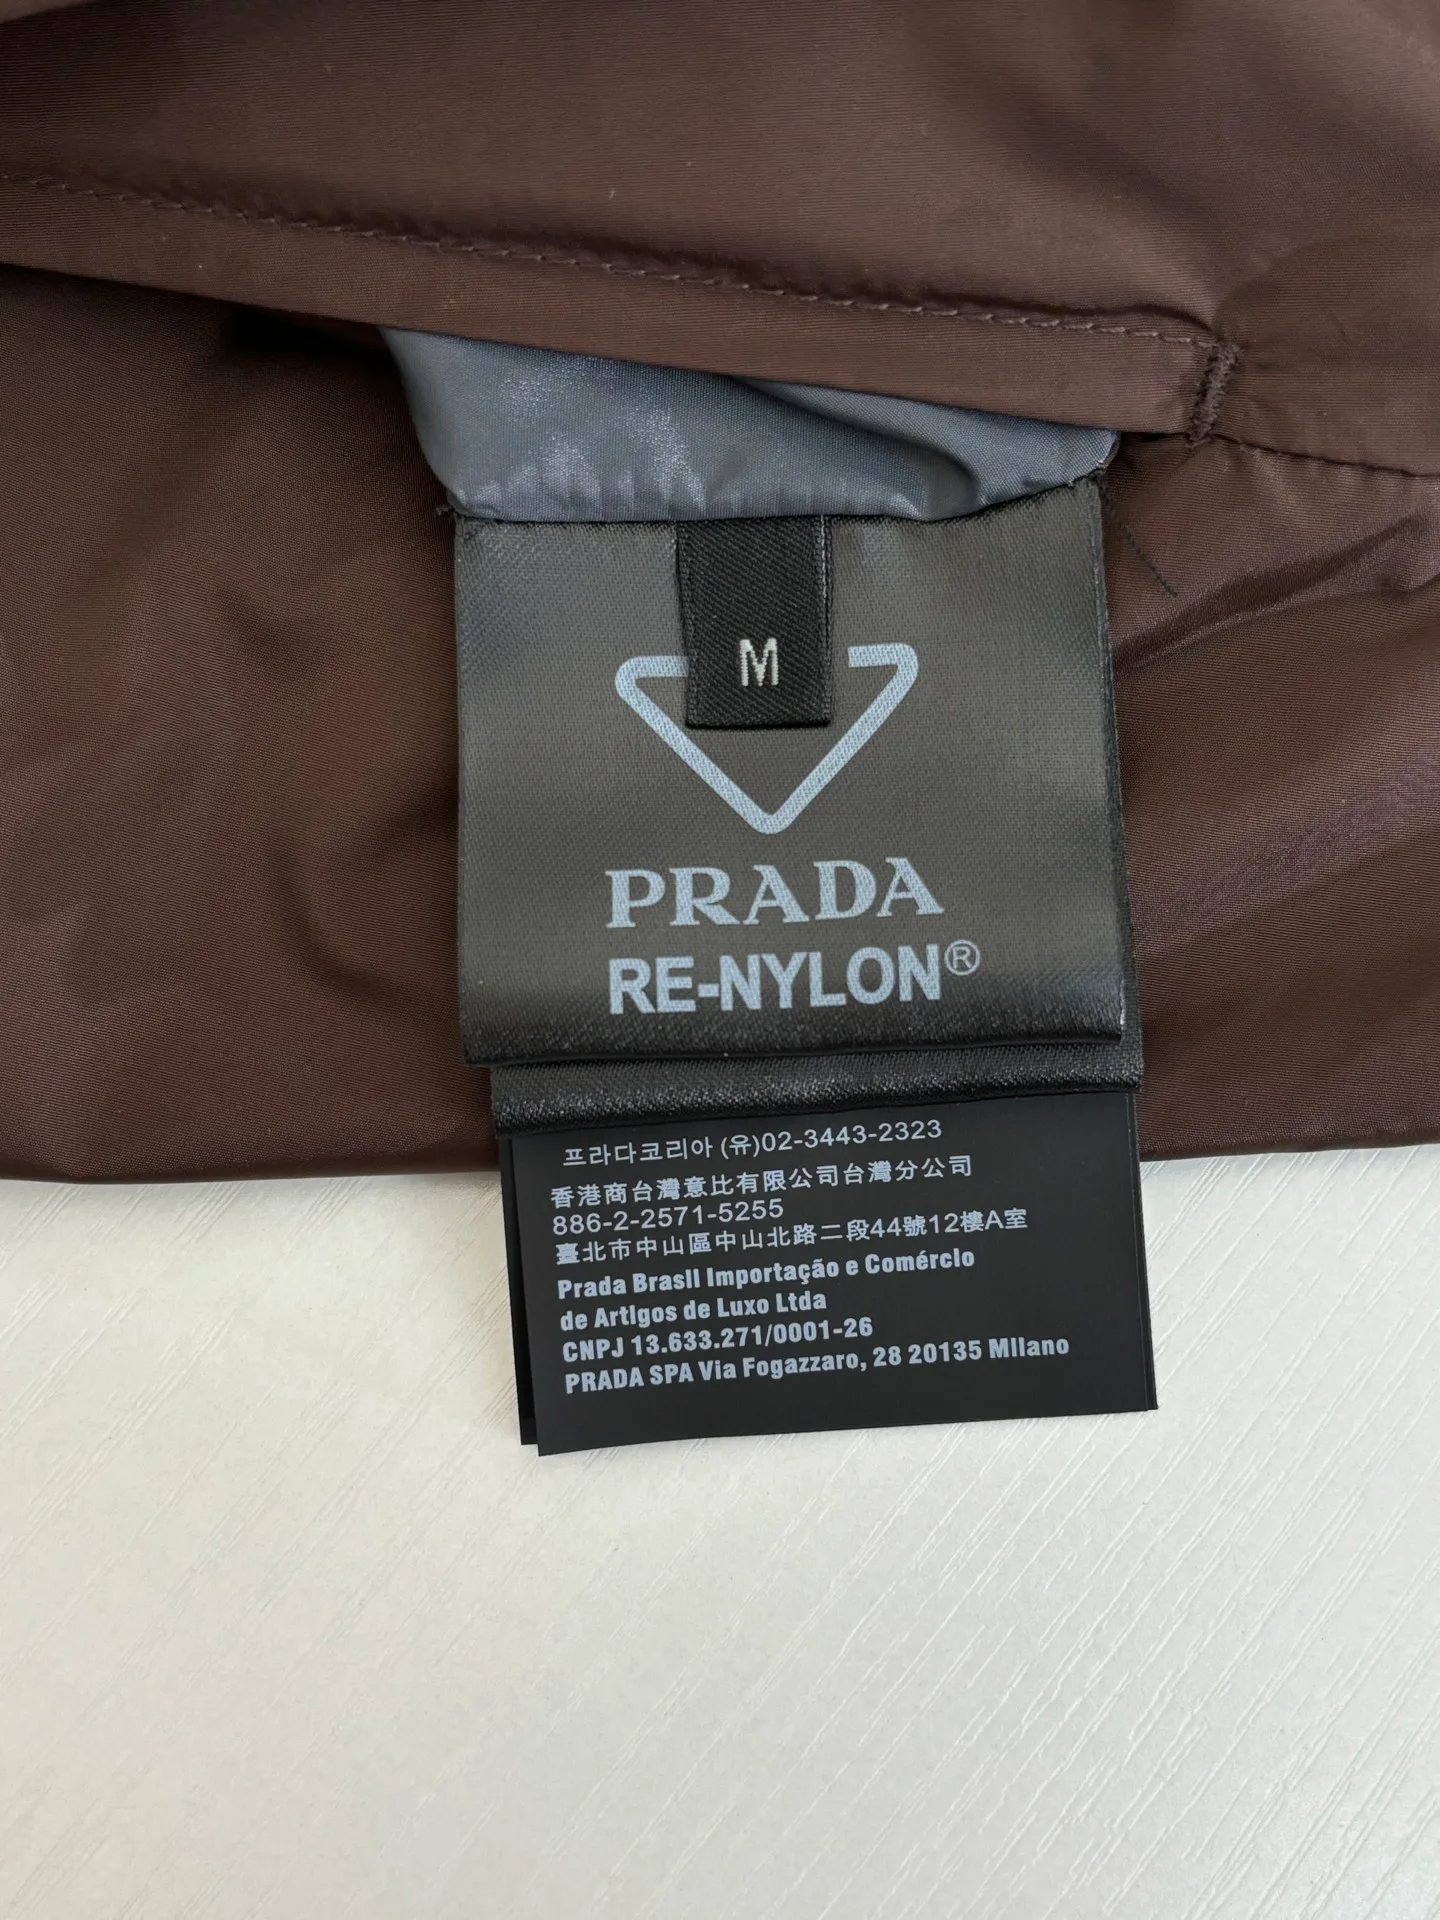 M
PRADA
RE-NYLON®
프라다코리아 (유)02-3443-2323
香港商台灣意比有限公司台灣分公司
886-2-2571-5255
臺北市中山區中山北路二段44號12樓A室
Prada Brasil Importação e Comércio
de Artigos de Luxo Ltda
CNPJ 13.633.271/0001-26
PRADA SPA Via Fogazzaro, 28 20135 Milano